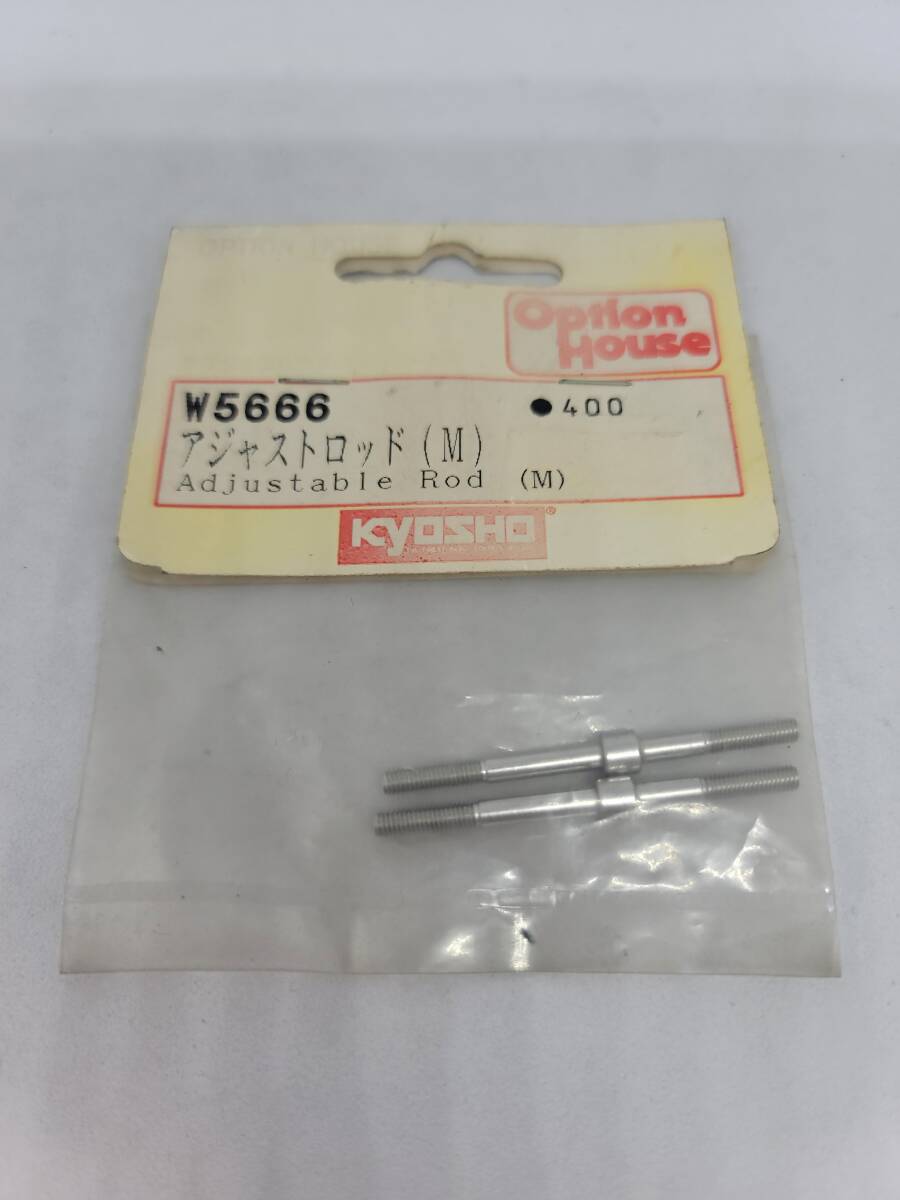 Option
House
W5666 ●400
アジャストロッド(M)
Adjustable Rod (M)
KYOSHO®